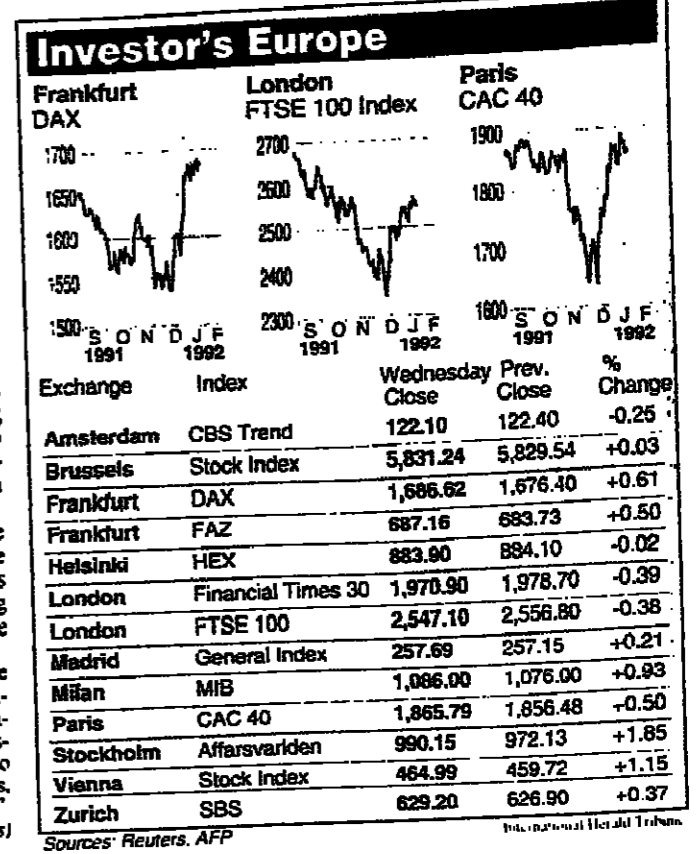 Investor's Europe
Frankfurt
DAX
London
FTSE 100 Index
Paris
CAC 40
1700
1650
1600
1550
1500
S O N D J F
1991 1992
2700
2600
2500
2400
2300
S O N D J F
1991 1992
1900
1800
1700
1600
S O N D J F
1991 1992
Exchange Index Wednesday Close Prev. Close % Change
Amsterdam CBS Trend 122.10 122.40 -0.25
Brussels Stock Index 5,831.24 5,829.54 +0.03
Frankfurt DAX 1,686.62 1,676.40 +0.61
Frankfurt FAZ 687.16 683.73 +0.50
Helsinki HEX 883.90 884.10 -0.02
London Financial Times 30 1,970.90 1,978.70 -0.39
London FTSE 100 2,547.10 2,556.80 -0.38
Madrid General Index 257.69 257.15 +0.21
Milan MIB 1,086.00 1,076.00 +0.93
Paris CAC 40 1,865.79 1,856.48 +0.50
Stockholm Affarsvarlden 990.15 972.13 +1.85
Vienna Stock Index 464.99 459.72 +1.15
Zurich SBS 629.20 626.90 +0.37
Sources: Reuters, AFP
International Herald Tribune